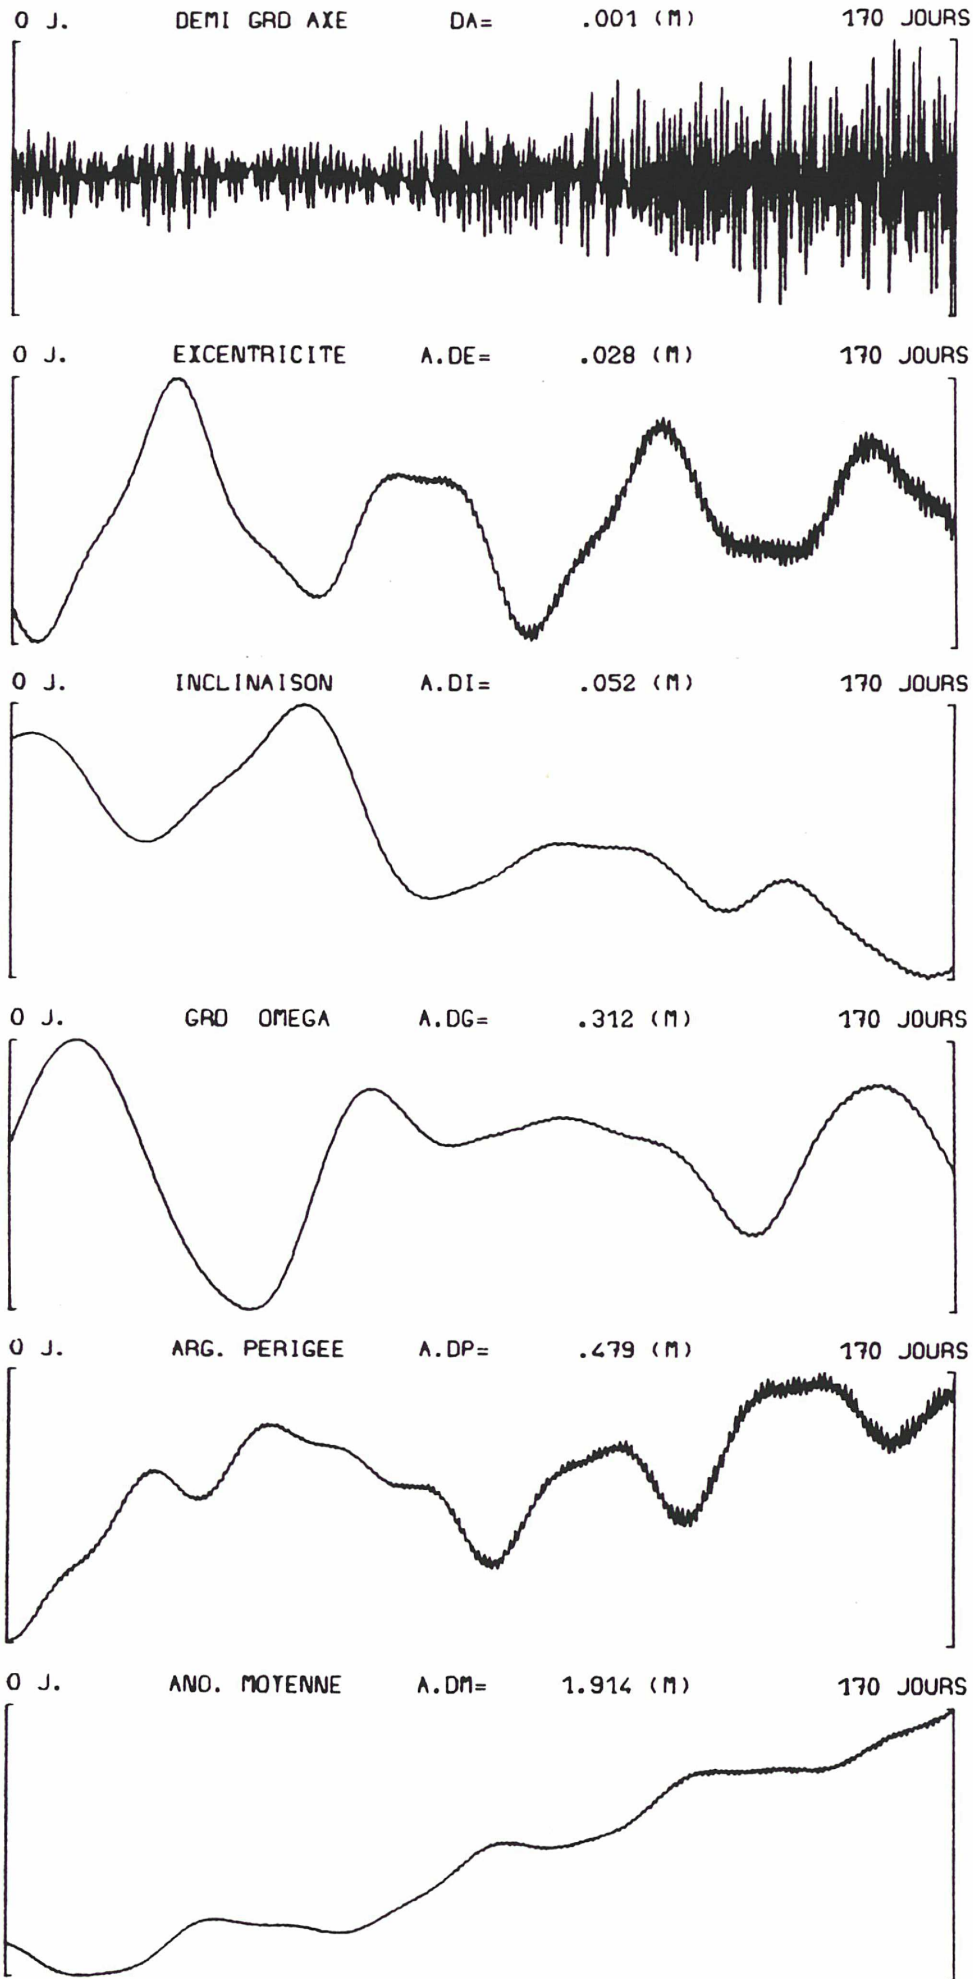 0 J. DEMI GRD AXE DA= .001 (M) 170 JOURS
0 J. EXCENTRICITE A.DE= .028 (M) 170 JOURS
0 J. INCLINAISON A.DI= .052 (M) 170 JOURS
0 J. GRD OMEGA A.DG= .312 (M) 170 JOURS
0 J. ARG. PERIGEE A.DP= .479 (M) 170 JOURS
0 J. ANO. MOYENNE A.DM= 1.914 (M) 170 JOURS